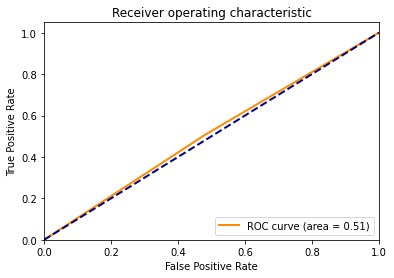 Receiver operating characteristic
1.0
0.8
0.6
0.4
0.2
0.0
True Positive Rate
ROC curve (area = 0.51)
0.0 0.2 0.4 0.6 0.8 1.0
False Positive Rate